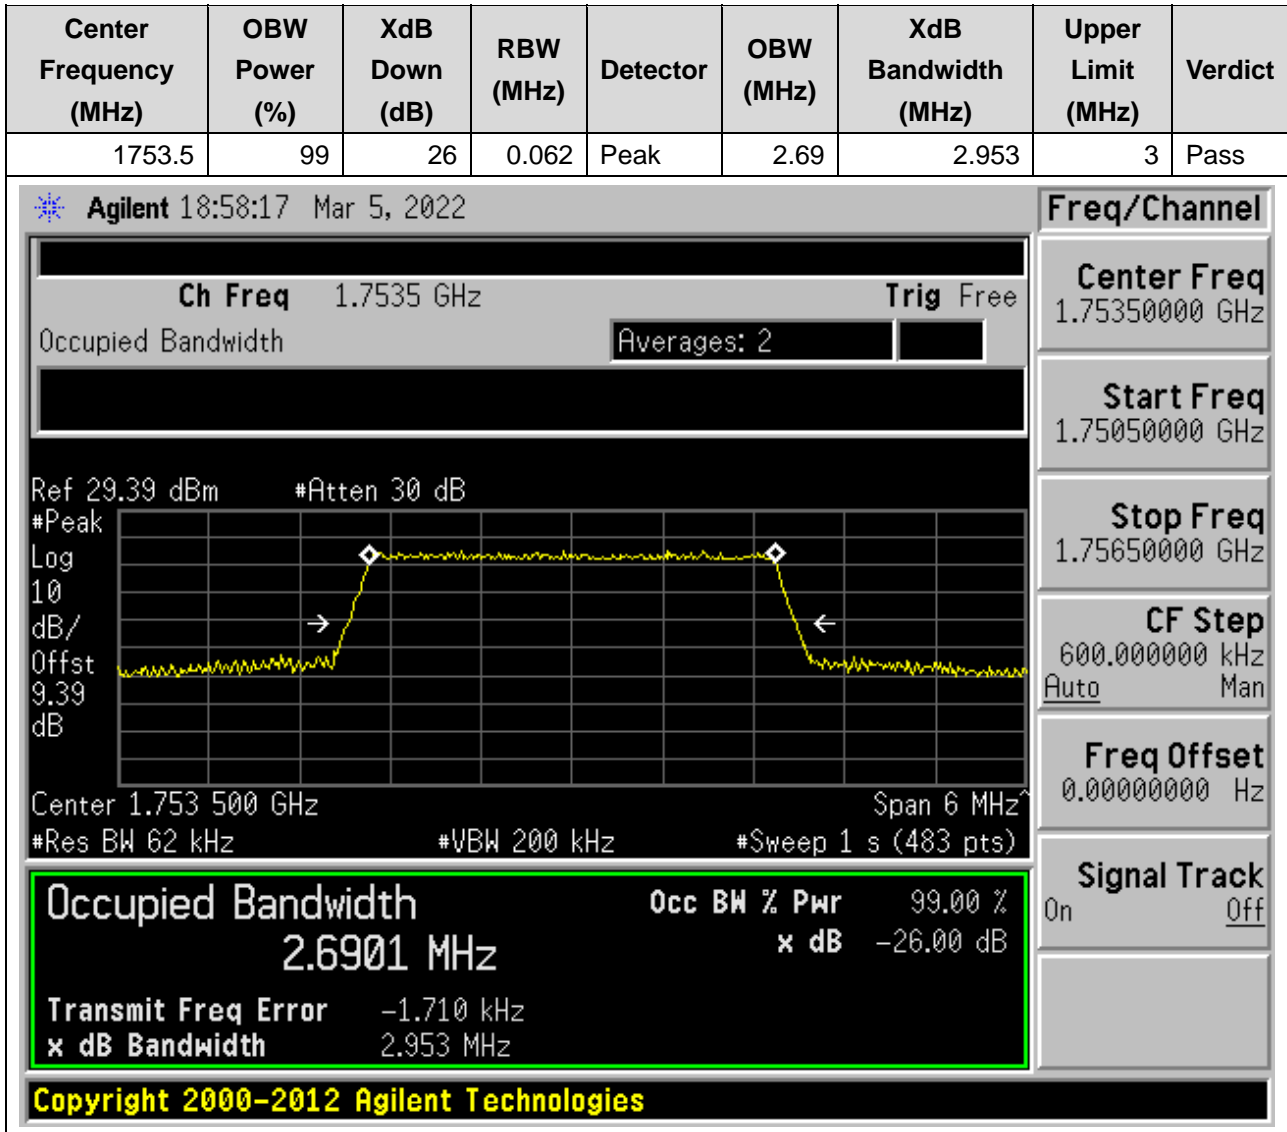 Center Frequency (MHz) OBW Power (%) XdB Down (dB) RBW (MHz) Detector OBW (MHz) XdB Bandwidth (MHz) Upper Limit (MHz) Verdict
1753.5 99 26 0.062 Peak 2.69 2.953 3 Pass
Agilent 18:58:17 Mar 5, 2022
Freq/Channel
Ch Freq 1.7535 GHz Trig Free
Occupied Bandwidth Averages: 2
Center Freq
1.75350000 GHz
Start Freq
1.75050000 GHz
Stop Freq
1.75650000 GHz
CF Step
600.000000 kHz
Auto Man
Freq Offset
0.00000000 Hz
Signal Track
On Off
Ref 29.39 dBm #Atten 30 dB
#Peak
Log
10
dB/
Offst
9.39
dB
Center 1.753 500 GHz Span 6 MHz^
#Res BW 62 kHz #VBW 200 kHz #Sweep 1 s (483 pts)
Occupied Bandwidth Occ BW % Pwr 99.00 %
2.6901 MHz x dB -26.00 dB
Transmit Freq Error -1.710 kHz
x dB Bandwidth 2.953 MHz
Copyright 2000-2012 Agilent Technologies